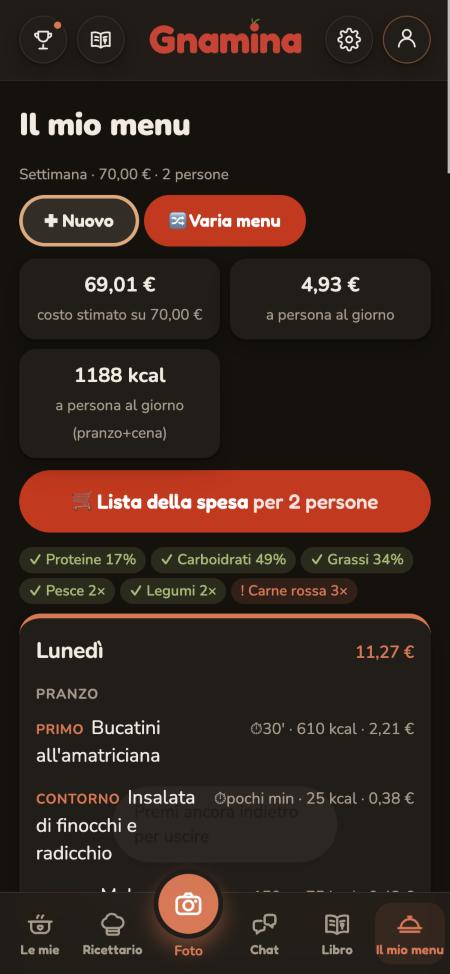 Gnamina
Il mio menu
Settimana · 70,00 € · 2 persone
Nuovo
Varia menu
69,01 €
costo stimato su 70,00 €
4,93 €
a persona al giorno
1188 kcal
a persona al giorno
(pranzo+cena)
Lista della spesa per 2 persone
✓ Proteine 17%
✓ Carboidrati 49%
✓ Grassi 34%
✓ Pesce 2×
✓ Legumi 2×
! Carne rossa 3×
Lunedì
11,27 €
PRANZO
PRIMO Bucatini
all'amatriciana
⏱30' · 610 kcal · 2,21 €
CONTORNO Insalata
di finocchi e
radicchio
⏱pochi min · 25 kcal · 0,38 €
Premi ancora indietro
per uscire
Le mie
Ricettario
Foto
Chat
Libro
Il mio menu